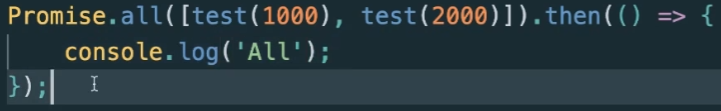 Promise.all([test(1000), test(2000)]).then(() => {
    console.log('All');
});